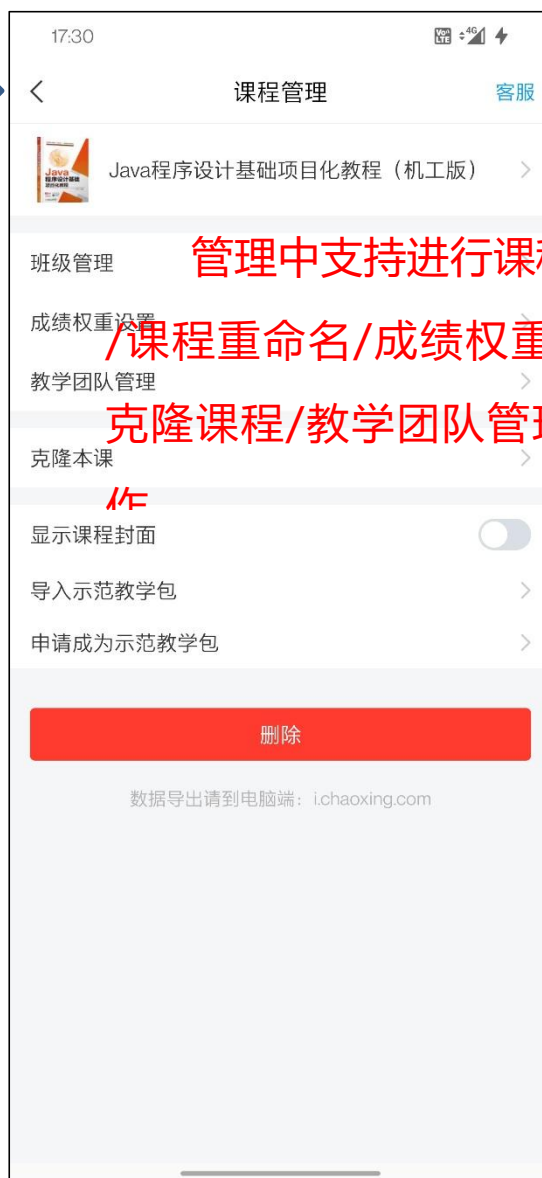 17:30
VoLTE 4G
课程管理
客服
Java程序设计基础项目化教程（机工版）
班级管理
管理中支持进行课
成绩权重设置
/课程重命名/成绩权重
教学团队管理
克隆课程/教学团队管
克隆本课
作
显示课程封面
导入示范教学包
申请成为示范教学包
删除
数据导出请到电脑端：i.chaoxing.com